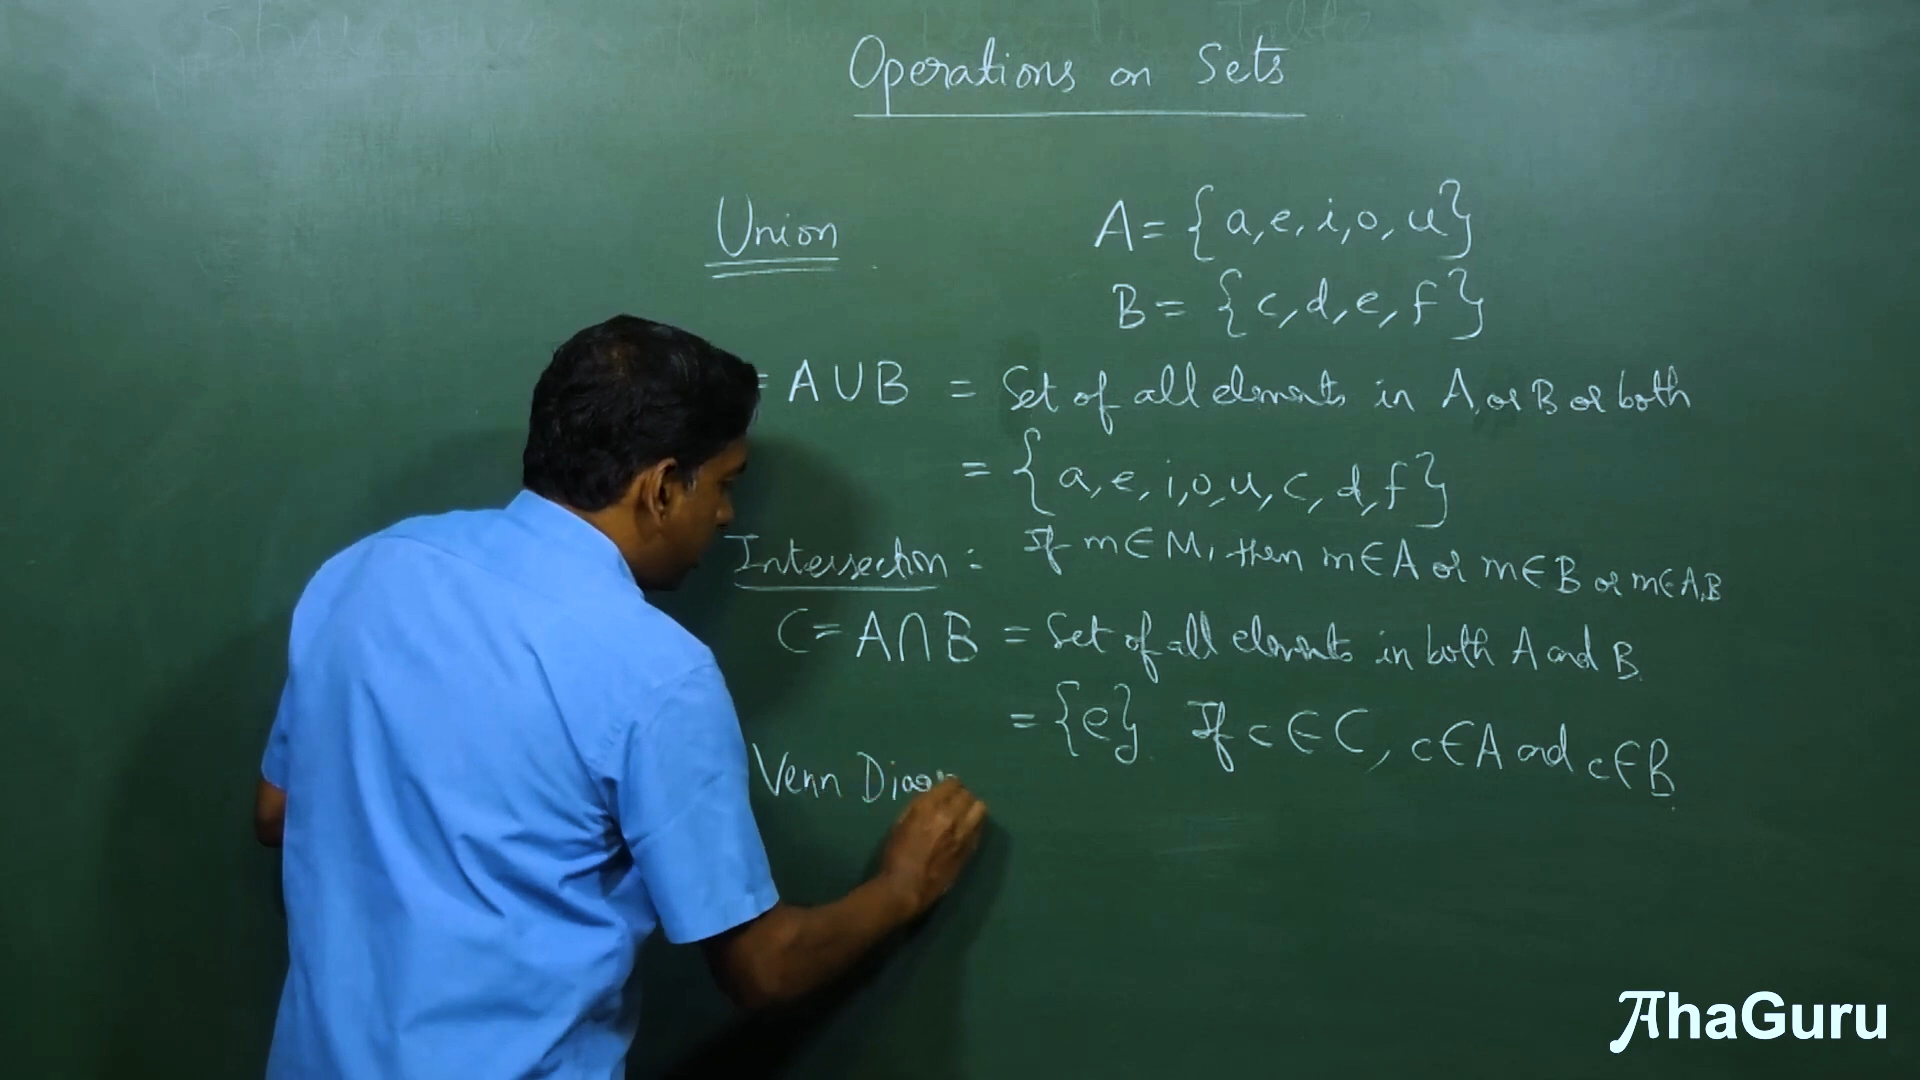 Operations on Sets
Union
A = {a, e, i, o, u}
B = {c, d, e, f}
= A ∪ B = Set of all elements in A, or B or both
= {a, e, i, o, u, c, d, f}
If m ∈ M, then m ∈ A or m ∈ B or m ∈ A, B
Intersection :
C = A ∩ B = Set of all elements in both A and B.
= {e}. If c ∈ C, c ∈ A and c ∈ B.
Venn Diag
AhaGuru